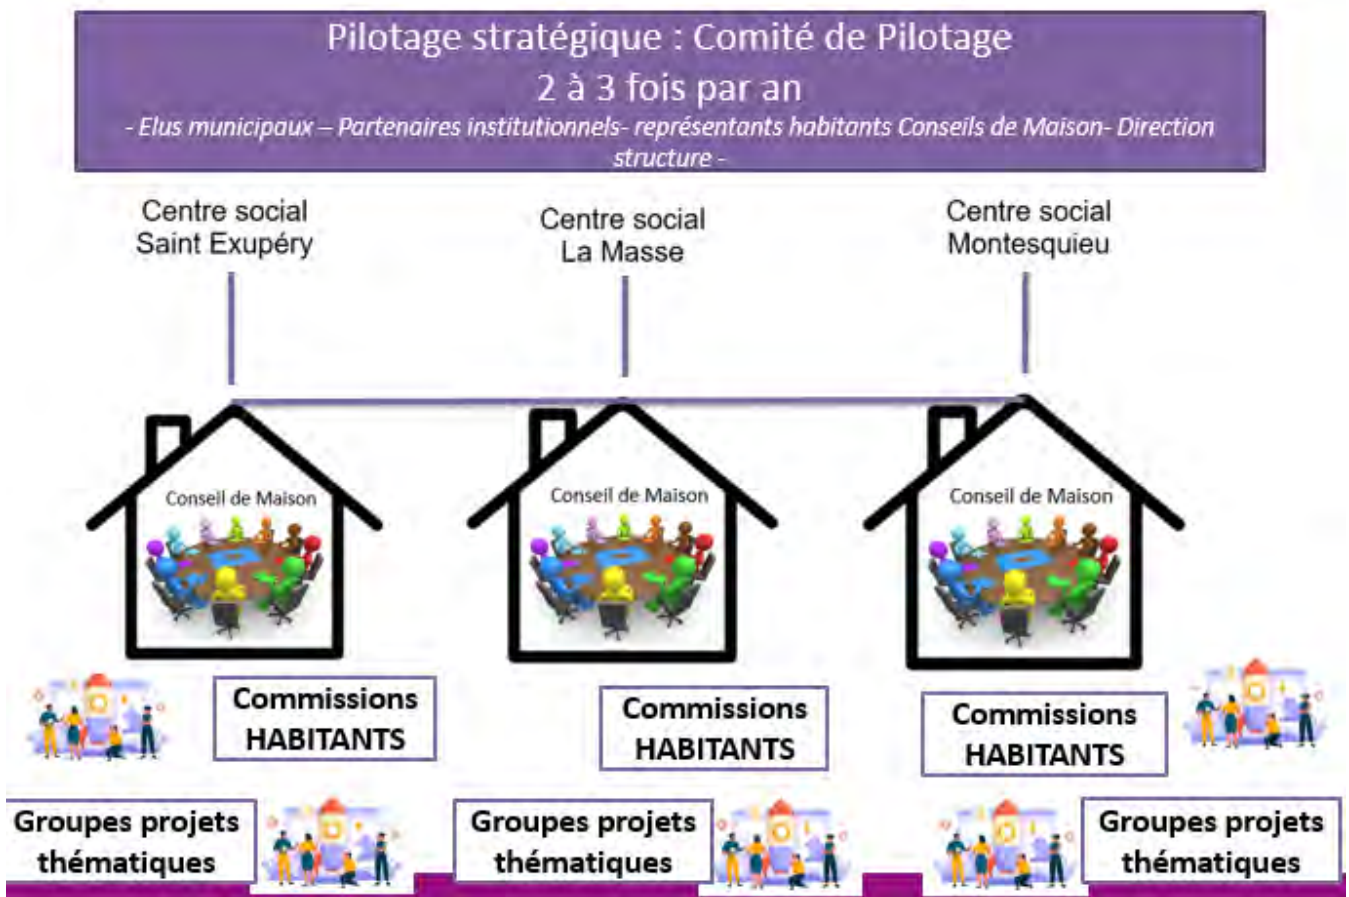 Pilotage stratégique : Comité de Pilotage
2 à 3 fois par an
- Elus municipaux – Partenaires institutionnels- représentants habitants Conseils de Maison- Direction
structure -
Centre social
Saint Exupéry
Centre social
La Masse
Centre social
Montesquieu
Conseil de Maison
Conseil de Maison
Conseil de Maison
Commissions
HABITANTS
Commissions
HABITANTS
Commissions
HABITANTS
Groupes projets
thématiques
Groupes projets
thématiques
Groupes projets
thématiques